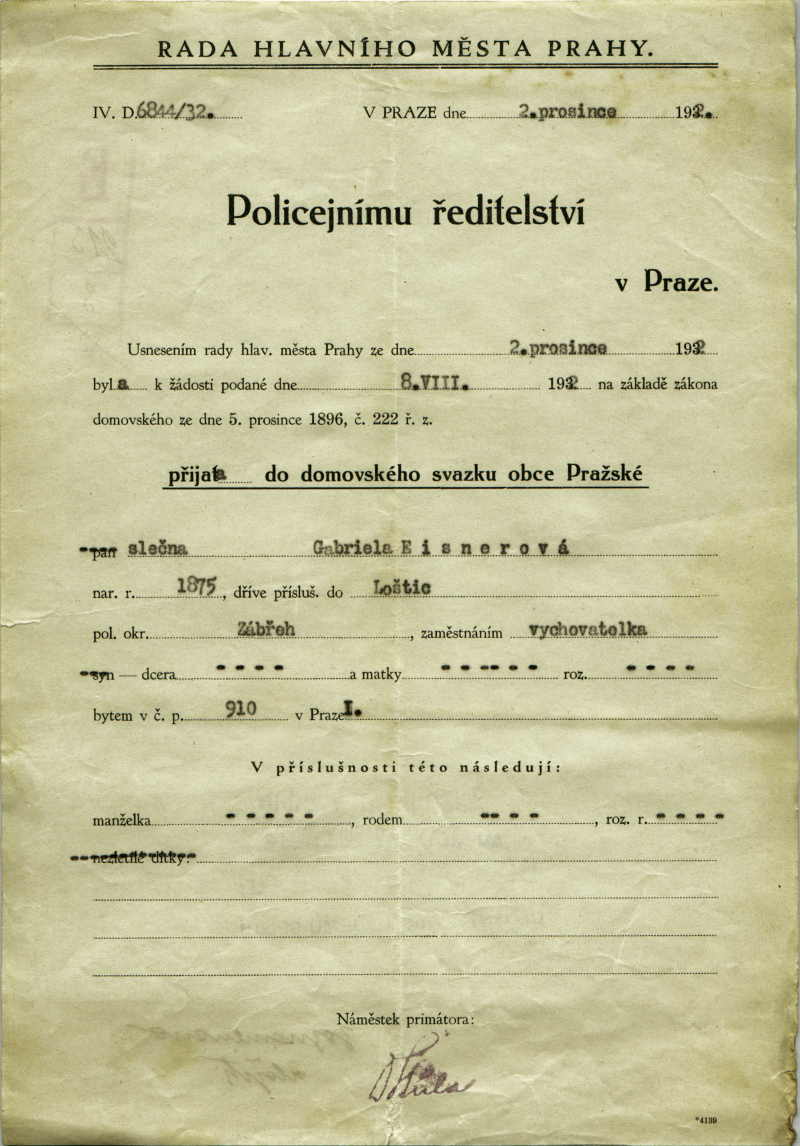 RADA HLAVNÍHO MĚSTA PRAHY.
IV. D.6844/32. V PRAZE dne 2.prosince 1932.
Policejnímu ředitelství
v Praze.
Usnesením rady hlav. města Prahy ze dne 2.prosince 1932
byla k žádosti podané dne 8.VIII. 1932 na základě zákona
domovského ze dne 5. prosince 1896, č. 222 ř. z.
přijata do domovského svazku obce Pražské
pan slečna Gabriela E i s n e r o v á
nar. r. 1875, dříve přísluš. do Loštic
pol. okr. Zábřeh, zaměstnáním vychovatelka
syn — dcera - - - - a matky - - -- - - roz. - - - -
bytem v č. p. 910 v Praze I.
V příslušnosti této následují:
manželka - - - - -, rodem -- - -, roz. r. - - - -
nezletilé dítky:
Náměstek primátora:
*4139